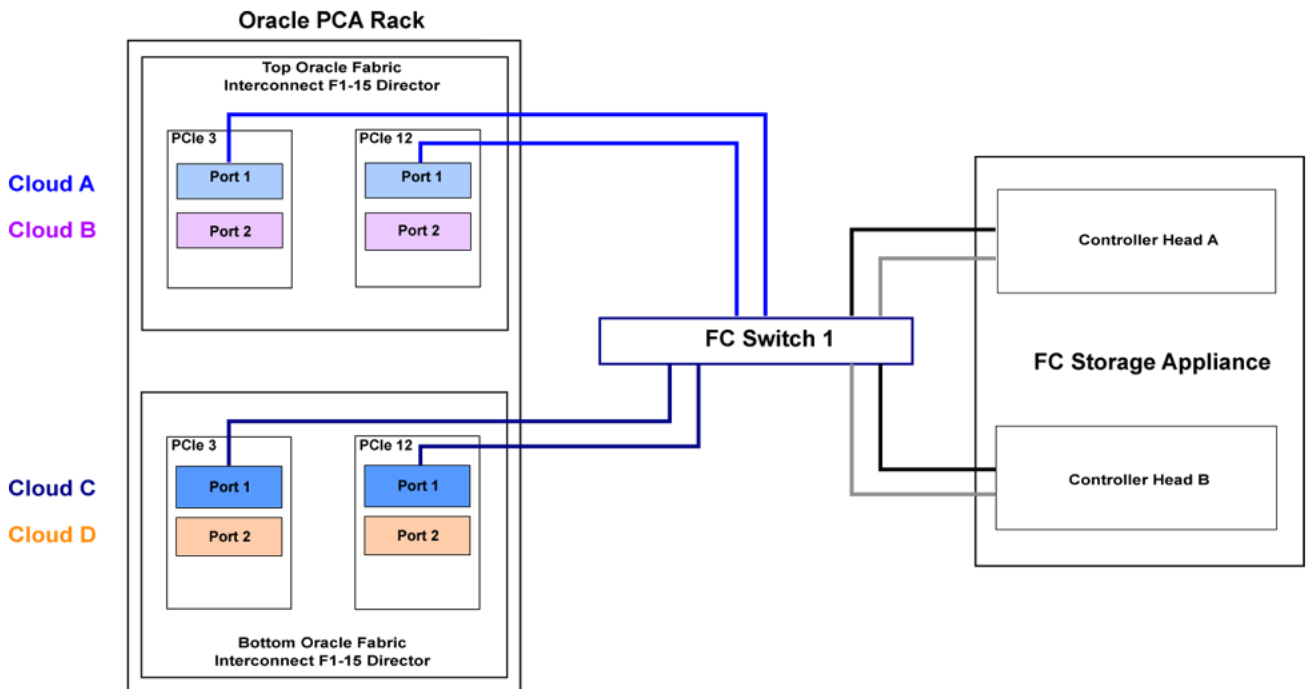 Oracle PCA Rack
Top Oracle Fabric
Interconnect F1-15 Director
PCIe 3
PCIe 12
Cloud A
Port 1
Port 1
Cloud B
Port 2
Port 2
Controller Head A
FC Switch 1
FC Storage Appliance
PCIe 3
PCIe 12
Cloud C
Port 1
Port 1
Controller Head B
Cloud D
Port 2
Port 2
Bottom Oracle Fabric
Interconnect F1-15 Director